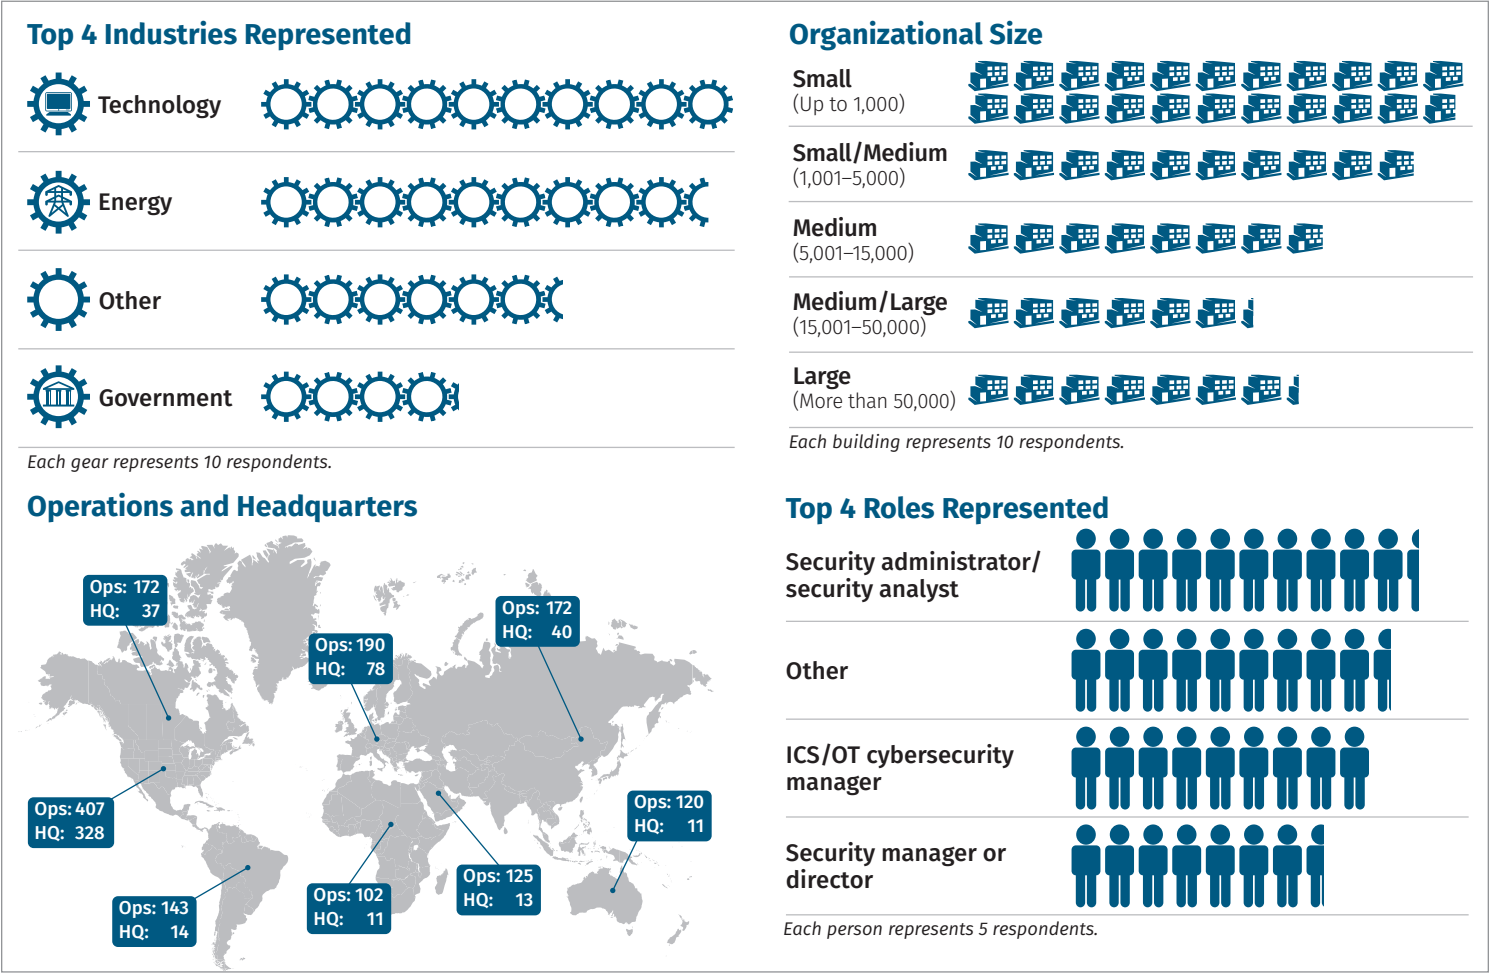 Top 4 Industries Represented
Technology
Energy
Other
Government
Each gear represents 10 respondents.
Organizational Size
Small
(Up to 1,000)
Small/Medium
(1,001–5,000)
Medium
(5,001–15,000)
Medium/Large
(15,001–50,000)
Large
(More than 50,000)
Each building represents 10 respondents.
Operations and Headquarters
Ops: 172
HQ: 37
Ops: 190
HQ: 78
Ops: 172
HQ: 40
Ops: 407
HQ: 328
Ops: 120
HQ: 11
Ops: 143
HQ: 14
Ops: 102
HQ: 11
Ops: 125
HQ: 13
Top 4 Roles Represented
Security administrator/
security analyst
Other
ICS/OT cybersecurity
manager
Security manager or
director
Each person represents 5 respondents.